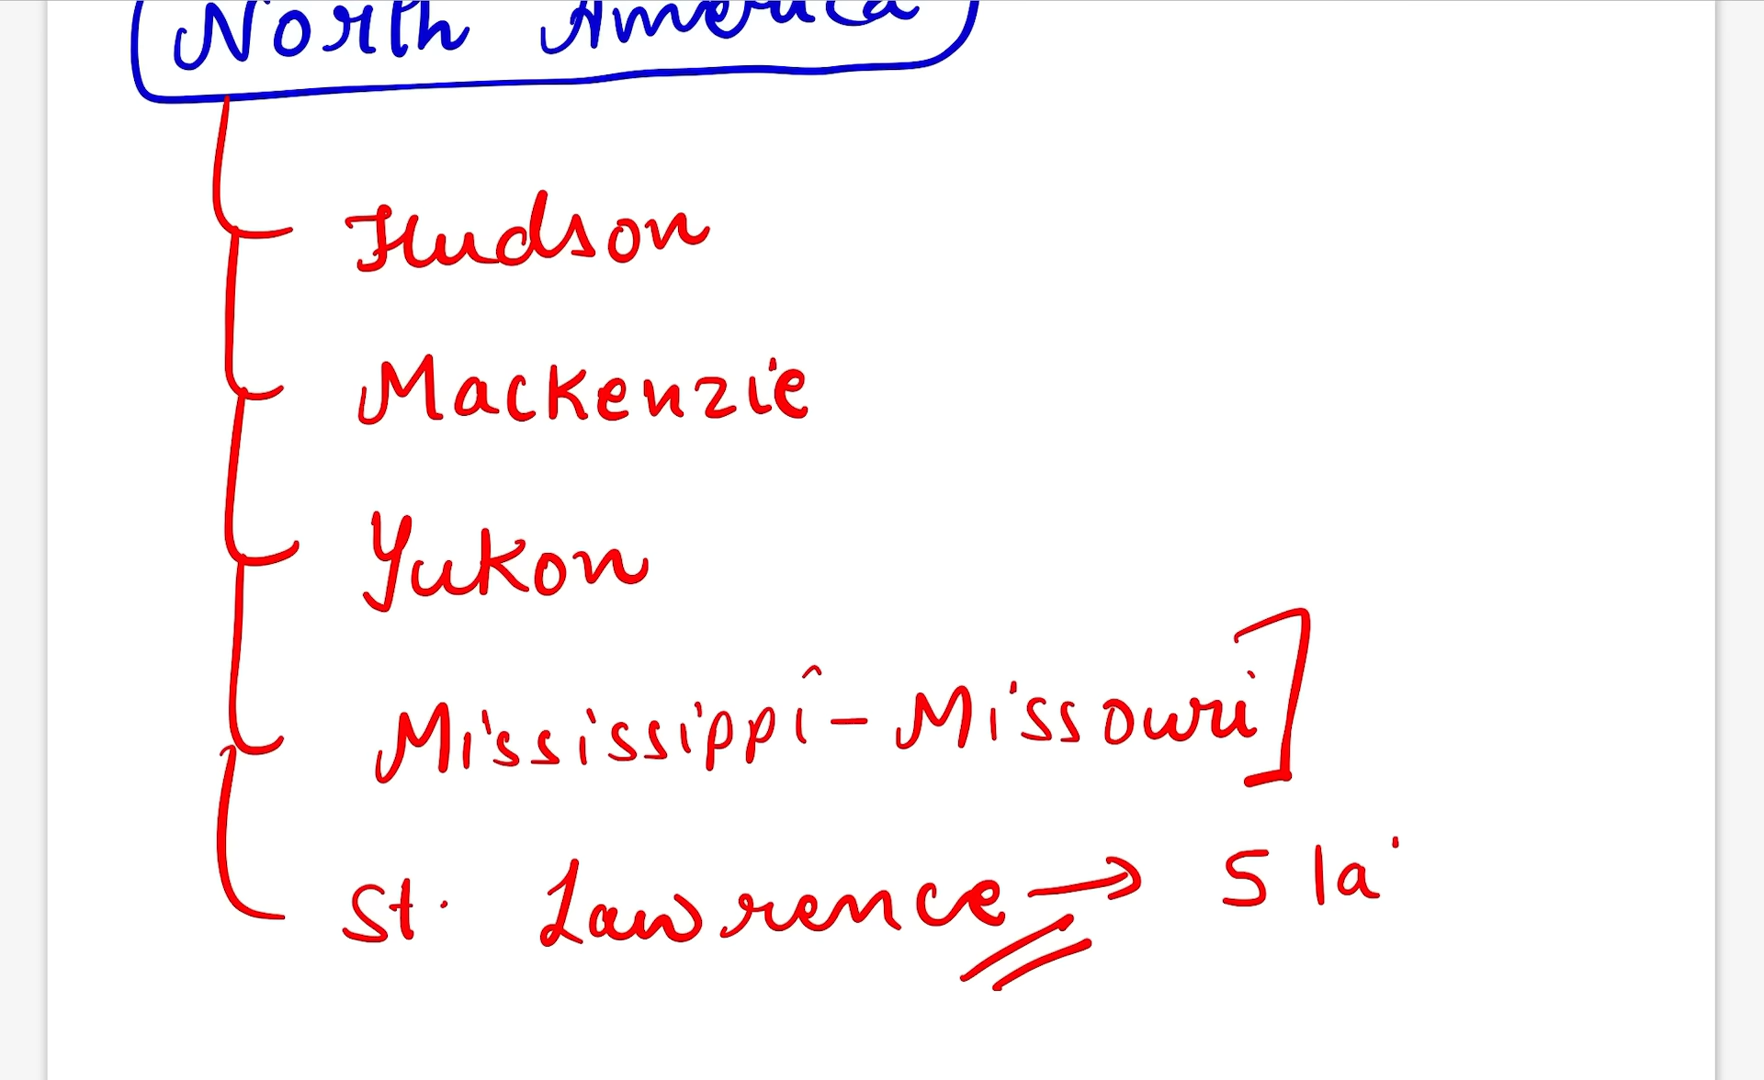 North America
Hudson
Mackenzie
Yukon
Mississippi - Missouri]
St. Lawrence → 5 la